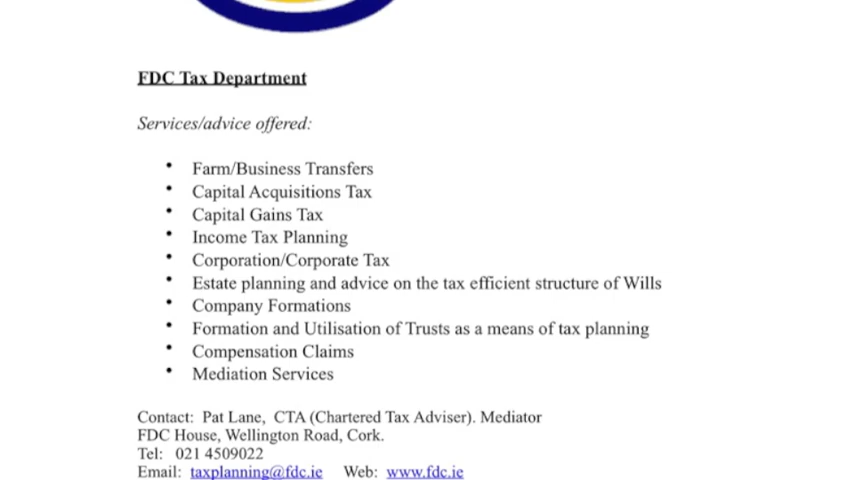 FDC Tax Department
Services/advice offered:
• Farm/Business Transfers
• Capital Acquisitions Tax
• Capital Gains Tax
• Income Tax Planning
• Corporation/Corporate Tax
• Estate planning and advice on the tax efficient structure of Wills
• Company Formations
• Formation and Utilisation of Trusts as a means of tax planning
• Compensation Claims
• Mediation Services
Contact: Pat Lane, CTA (Chartered Tax Adviser). Mediator
FDC House, Wellington Road, Cork.
Tel: 021 4509022
Email: taxplanning@fdc.ie Web: www.fdc.ie